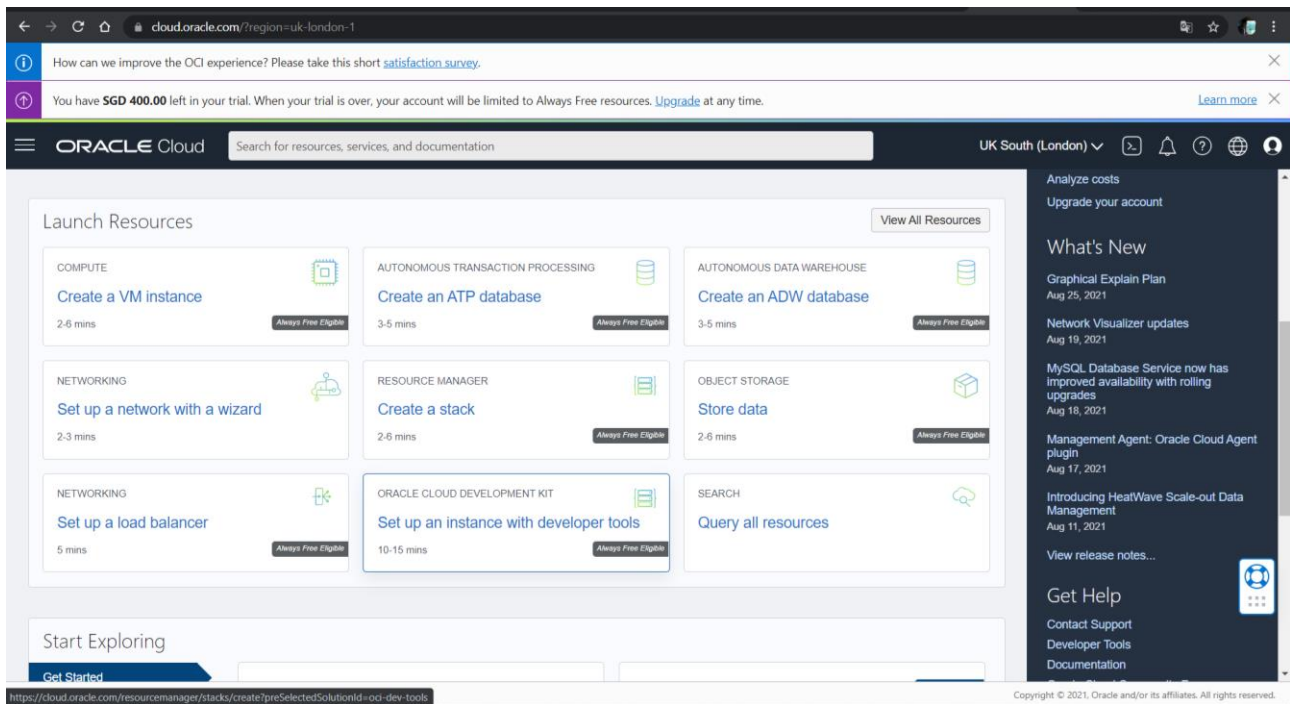 cloud.oracle.com/?region=uk-london-1
How can we improve the OCI experience? Please take this short satisfaction survey.
You have SGD 400.00 left in your trial. When your trial is over, your account will be limited to Always Free resources. Upgrade at any time.
Learn more
ORACLE Cloud
Search for resources, services, and documentation
UK South (London)
Launch Resources
View All Resources
COMPUTE
Create a VM instance
2-6 mins
Always Free Eligible
AUTONOMOUS TRANSACTION PROCESSING
Create an ATP database
3-5 mins
Always Free Eligible
AUTONOMOUS DATA WAREHOUSE
Create an ADW database
3-5 mins
Always Free Eligible
NETWORKING
Set up a network with a wizard
2-3 mins
RESOURCE MANAGER
Create a stack
2-6 mins
Always Free Eligible
OBJECT STORAGE
Store data
2-6 mins
Always Free Eligible
NETWORKING
Set up a load balancer
5 mins
Always Free Eligible
ORACLE CLOUD DEVELOPMENT KIT
Set up an instance with developer tools
10-15 mins
Always Free Eligible
SEARCH
Query all resources
Start Exploring
Get Started
Analyze costs
Upgrade your account
What's New
Graphical Explain Plan
Aug 25, 2021
Network Visualizer updates
Aug 19, 2021
MySQL Database Service now has
improved availability with rolling
upgrades
Aug 18, 2021
Management Agent: Oracle Cloud Agent
plugin
Aug 17, 2021
Introducing HeatWave Scale-out Data
Management
Aug 11, 2021
View release notes...
Get Help
Contact Support
Developer Tools
Documentation
https://cloud.oracle.com/resourcemanager/stacks/create?preSelectedSolutionId=oci-dev-tools
Copyright © 2021, Oracle and/or its affiliates. All rights reserved.